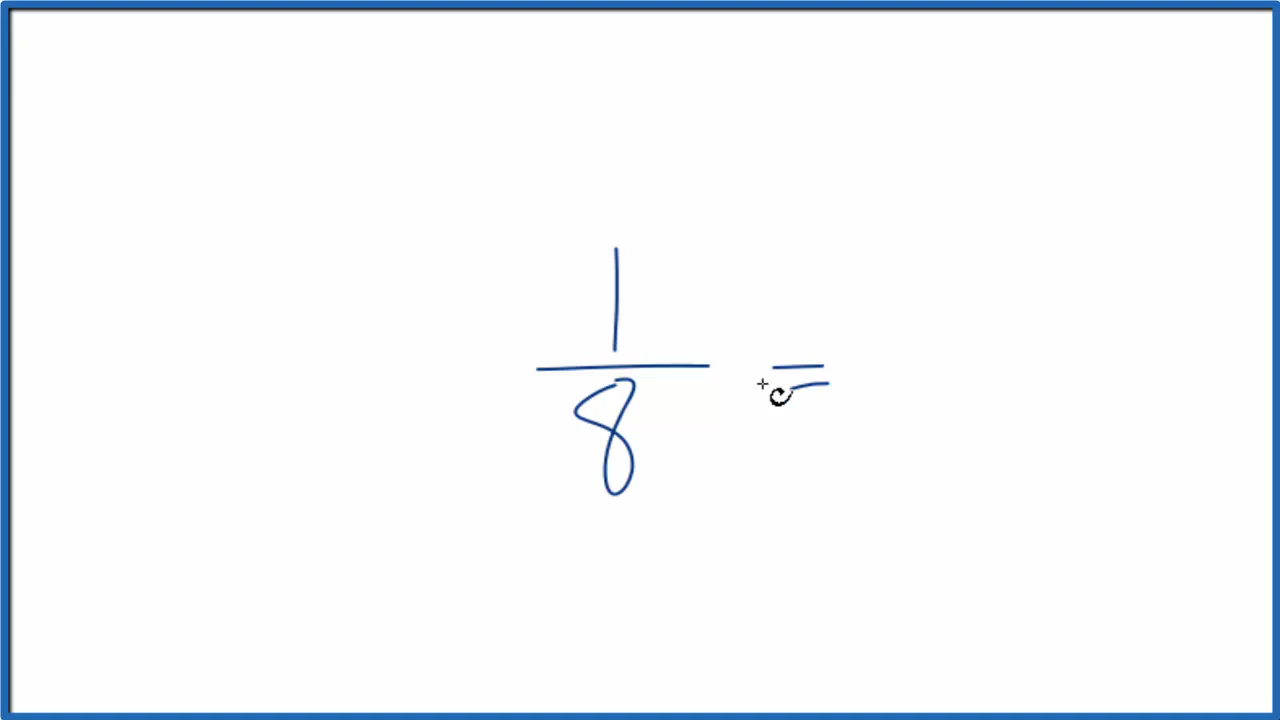 1/8 =